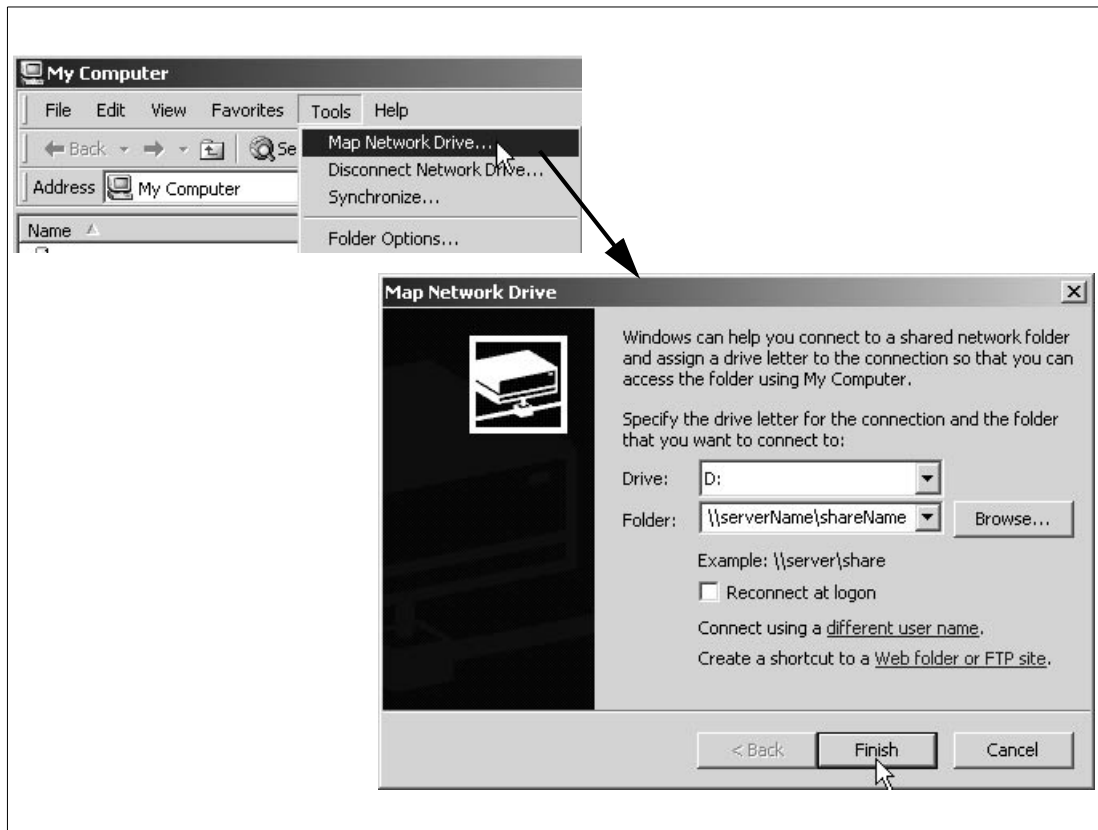 My Computer
File Edit View Favorites Tools Help
Back Se
Address My Computer
Name
Map Network Drive...
Disconnect Network Drive...
Synchronize...
Folder Options...
Map Network Drive
Windows can help you connect to a shared network folder
and assign a drive letter to the connection so that you can
access the folder using My Computer.
Specify the drive letter for the connection and the folder
that you want to connect to:
Drive: D:
Folder: \\serverName\shareName Browse...
Example: \\server\share
Reconnect at logon
Connect using a different user name.
Create a shortcut to a Web folder or FTP site.
< Back Finish Cancel